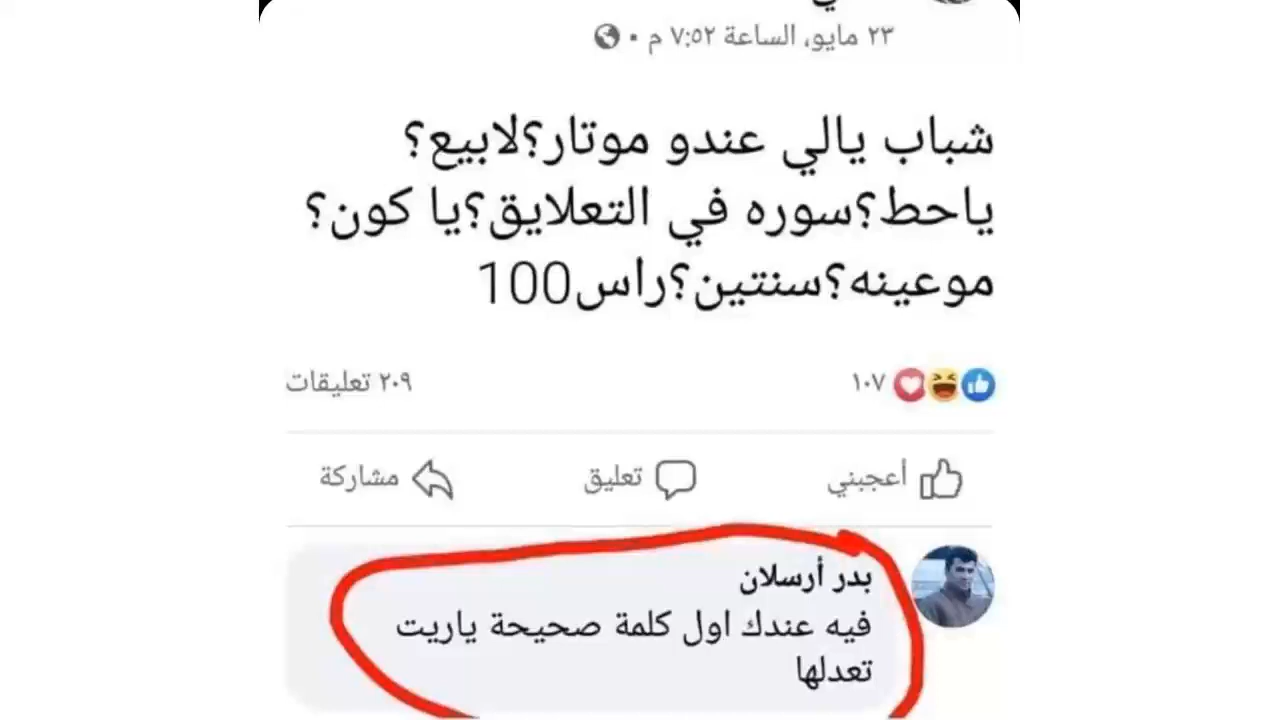 ٢٣ مايو، الساعة ٧:٥٢ م •
شباب يالي عندو موتار؟لابيع؟
ياحط؟سوره في التعلايق؟يا كون؟
موعينه؟سنتين؟راس100
١٠٧
٢٠٩ تعليقات
أعجبني
تعليق
مشاركة
بدر أرسلان
فيه عندك اول كلمة صحيحة ياريت
تعدلها